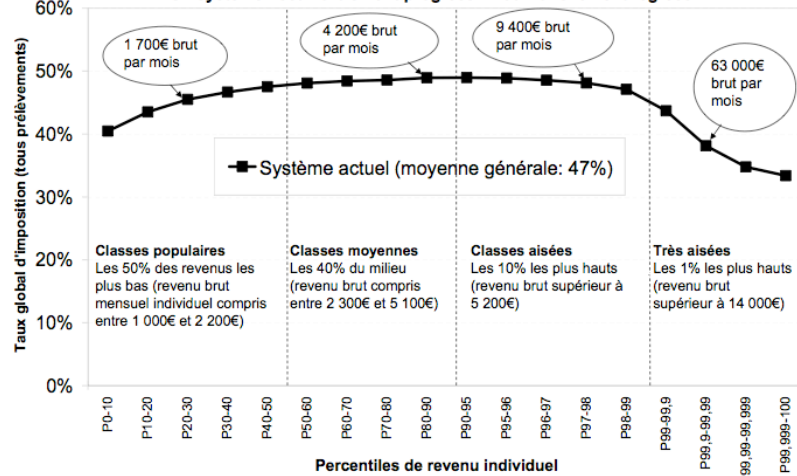 60%
50%
40%
30%
20%
10%
0%
Taux global d'imposition (tous prélèvements)
1 700€ brut
par mois
4 200€ brut
par mois
9 400€ brut
par mois
63 000€
brut par
mois
Système actuel (moyenne générale: 47%)
Classes populaires
Les 50% des revenus les
plus bas (revenu brut
mensuel individuel compris
entre 1 000€ et 2 200€)
Classes moyennes
Les 40% du milieu
(revenu brut compris
entre 2 300€ et 5 100€)
Classes aisées
Les 10% les plus hauts
(revenu brut supérieur à
5 200€)
Très aisées
Les 1% les plus hauts
(revenu brut
supérieur à 14 000€)
P0-10
P10-20
P20-30
P30-40
P40-50
P50-60
P60-70
P70-80
P80-90
P90-95
P95-96
P96-97
P97-98
P98-99
P99-99,9
P99,9-99,99
99,99-99,999
P99,999-100
Percentiles de revenu individuel